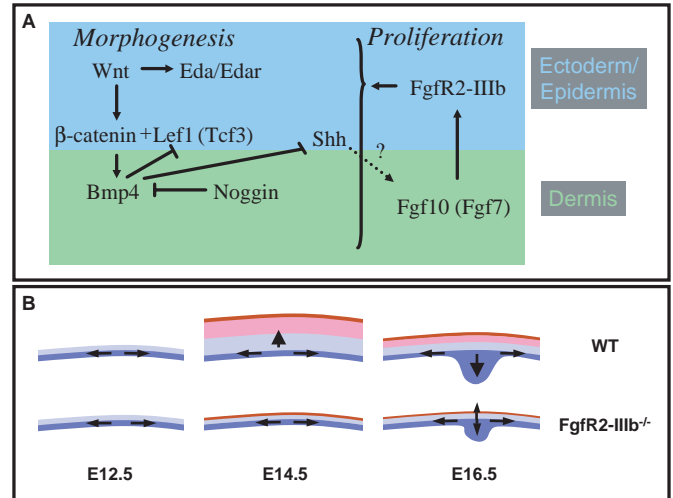 A
Morphogenesis Proliferation
Wnt Eda/Edar
FgfR2-IIIb
Ectoderm/
Epidermis
β-catenin +Lef1 (Tcf3)
Shh
?
Bmp4 Noggin
Fgf10 (Fgf7)
Dermis
B
WT
FgfR2-IIIb-/-
E12.5 E14.5 E16.5